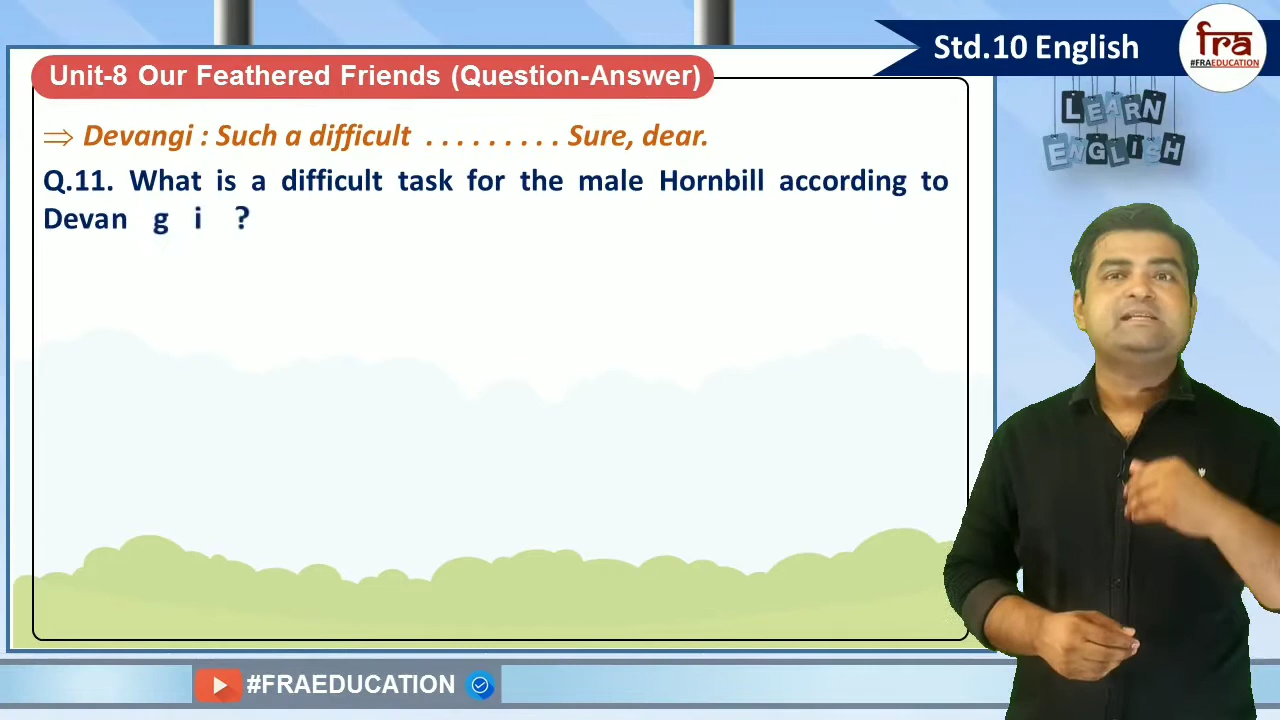 Std.10 English
fra
#FRAEDUCATION
Unit-8 Our Feathered Friends (Question-Answer)
LEARN
ENGLISH
⇒ Devangi : Such a difficult . . . . . . . . . Sure, dear.
Q.11. What is a difficult task for the male Hornbill according to
Devan g i ?
#FRAEDUCATION